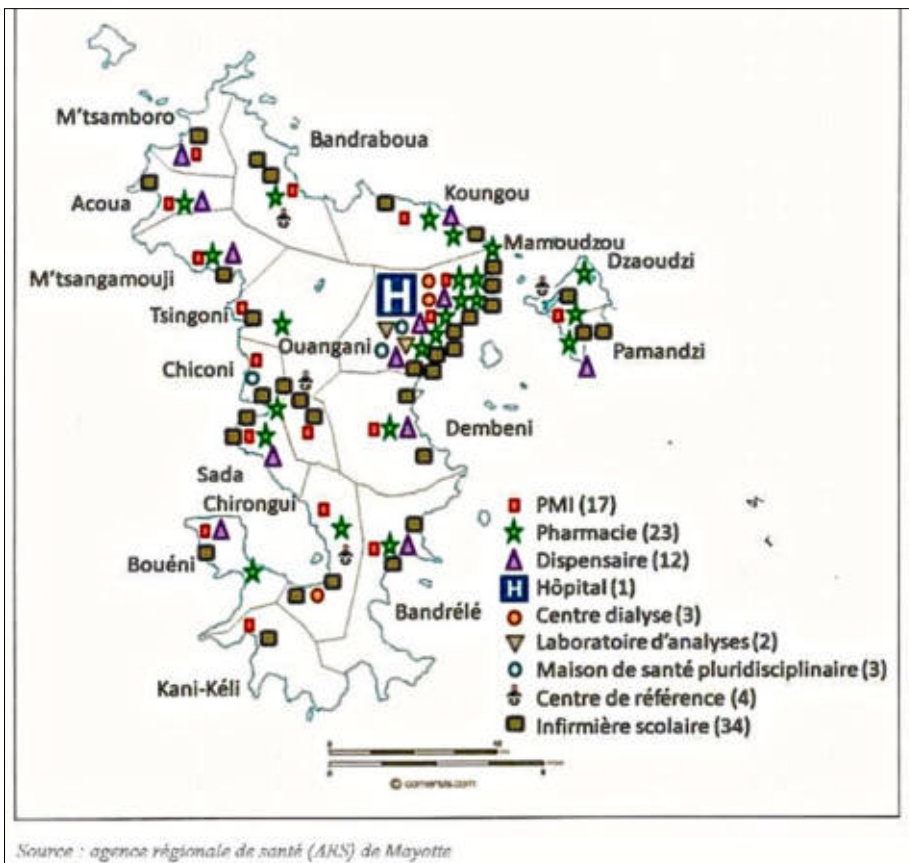 M'tsamboro
Bandraboua
Acoua
Koungou
Mamoudzou
Dzaoudzi
M'tsangamouji
Tsingoni
Ouangani
Pamandzi
Chiconi
Dembeni
Sada
Chirongui
Bouéni
Bandrélé
Kani-Kéli
H
PMI (17)
Pharmacie (23)
Dispensaire (12)
H Hôpital (1)
Centre dialyse (3)
Laboratoire d'analyses (2)
Maison de santé pluridisciplinaire (3)
Centre de référence (4)
Infirmière scolaire (34)
Source : agence régionale de santé (ARS) de Mayotte